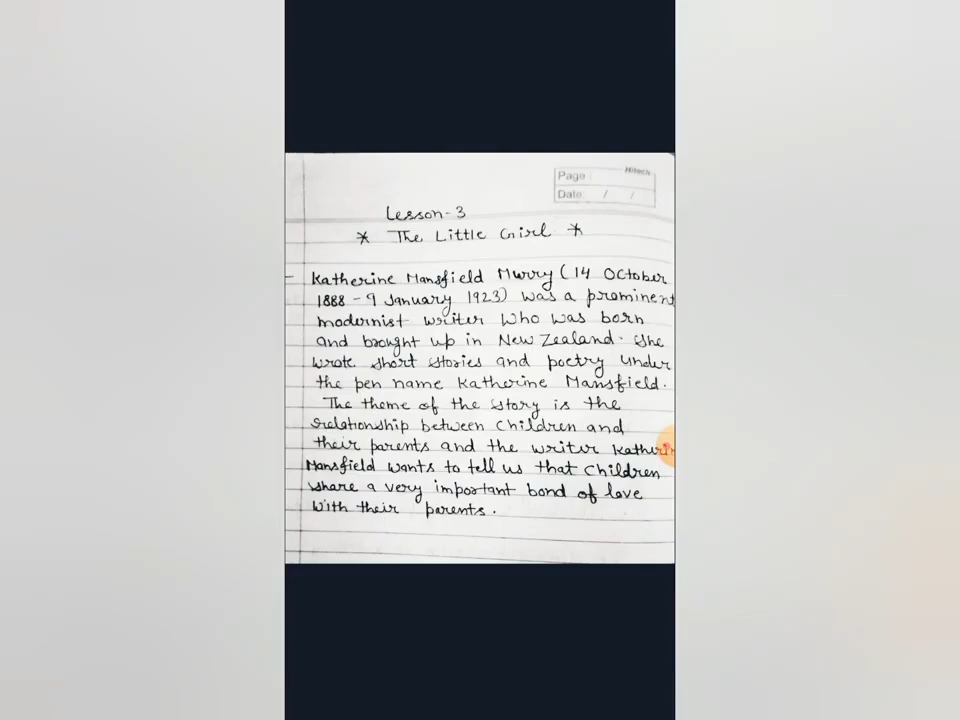 Hitech
Page
Date: / /
Lesson-3
* The Little Girl *
- Katherine Mansfield Murry (14 October
1888 - 9 January 1923) was a prominent
modernist writer who was born
and brought up in New Zealand. She
wrote short stories and poetry under
the pen name Katherine Mansfield.
The theme of the story is the
relationship between children and
their parents and the writer Katherin
Mansfield wants to tell us that children
share a very important bond of love
with their parents.